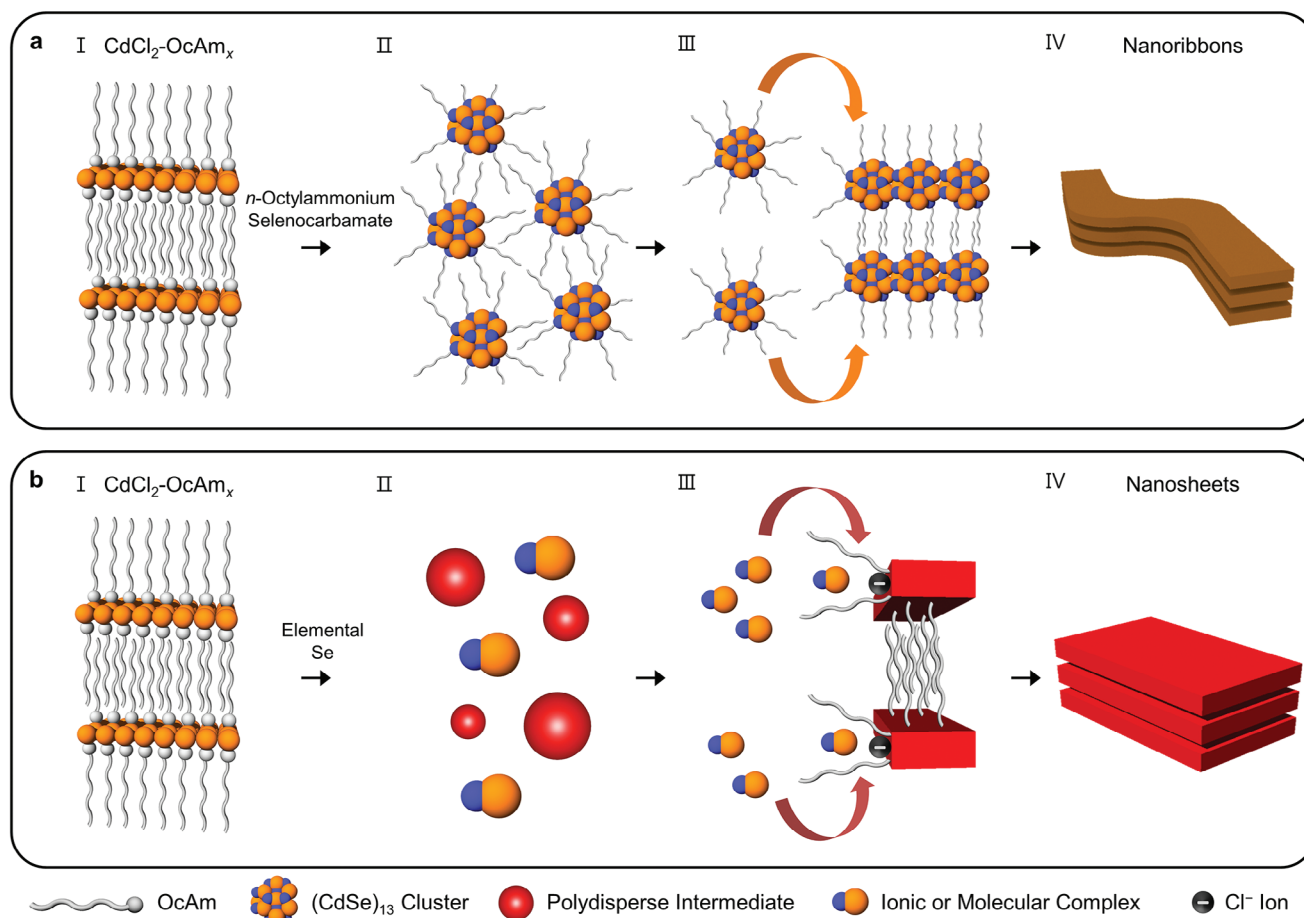 a
I CdCl₂-OcAmₓ
II
III
IV Nanoribbons
n-Octylammonium
Selenocarbamate
b
I CdCl₂-OcAmₓ
II
III
IV Nanosheets
Elemental
Se
−
−
OcAm (CdSe)₁₃ Cluster Polydisperse Intermediate Ionic or Molecular Complex − Cl⁻ Ion